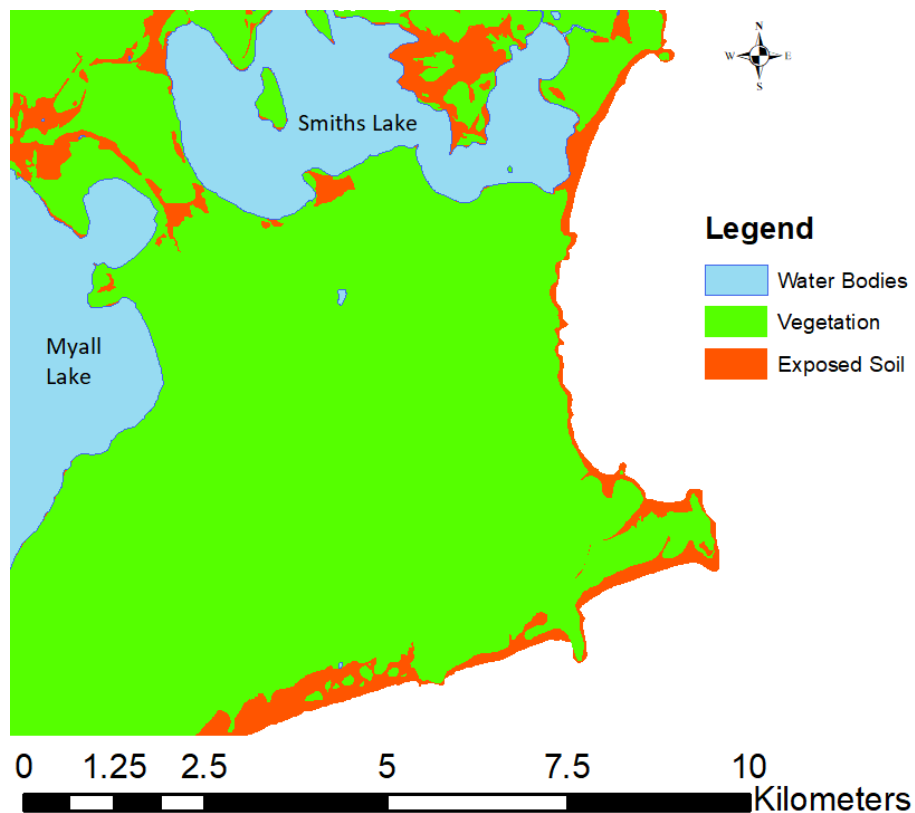 N
W E
S
Smiths Lake
Legend
Water Bodies
Vegetation
Exposed Soil
Myall
Lake
0 1.25 2.5 5 7.5 10
Kilometers